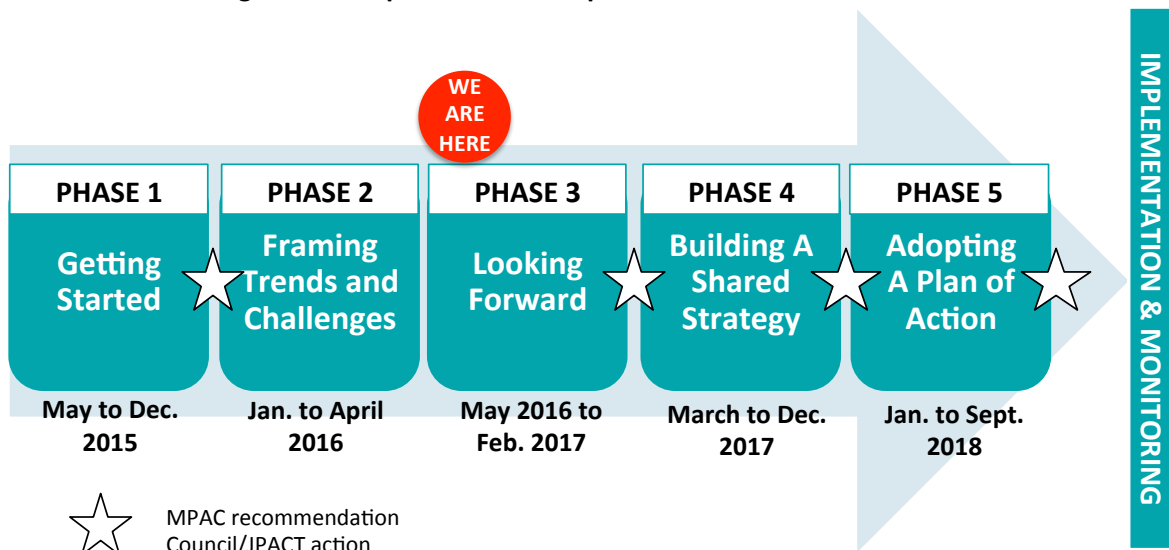 WE
ARE
HERE
PHASE 1
Getting
Started
May to Dec.
2015
PHASE 2
Framing
Trends and
Challenges
Jan. to April
2016
PHASE 3
Looking
Forward
May 2016 to
Feb. 2017
PHASE 4
Building A
Shared
Strategy
March to Dec.
2017
PHASE 5
Adopting
A Plan of
Action
Jan. to Sept.
2018
IMPLEMENTATION & MONITORING
MPAC recommendation
Council/JPACT action